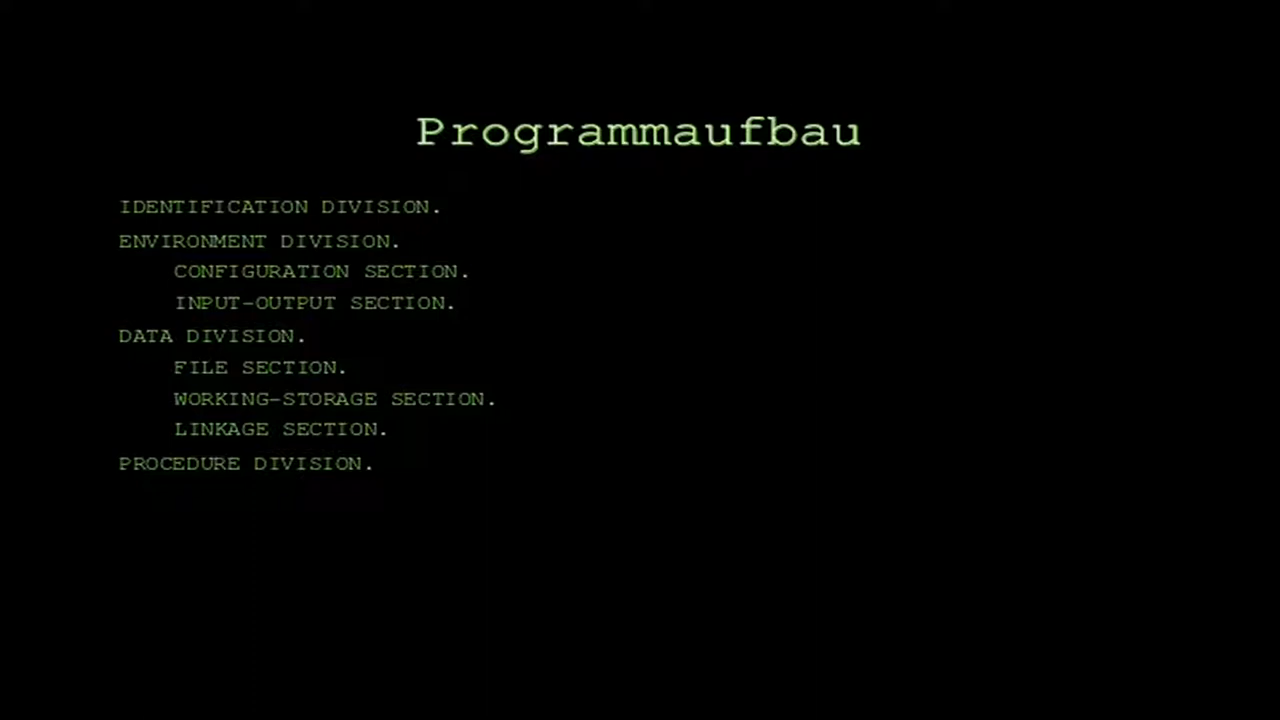 Programmaufbau
IDENTIFICATION DIVISION.
ENVIRONMENT DIVISION.
CONFIGURATION SECTION.
INPUT-OUTPUT SECTION.
DATA DIVISION.
FILE SECTION.
WORKING-STORAGE SECTION.
LINKAGE SECTION.
PROCEDURE DIVISION.